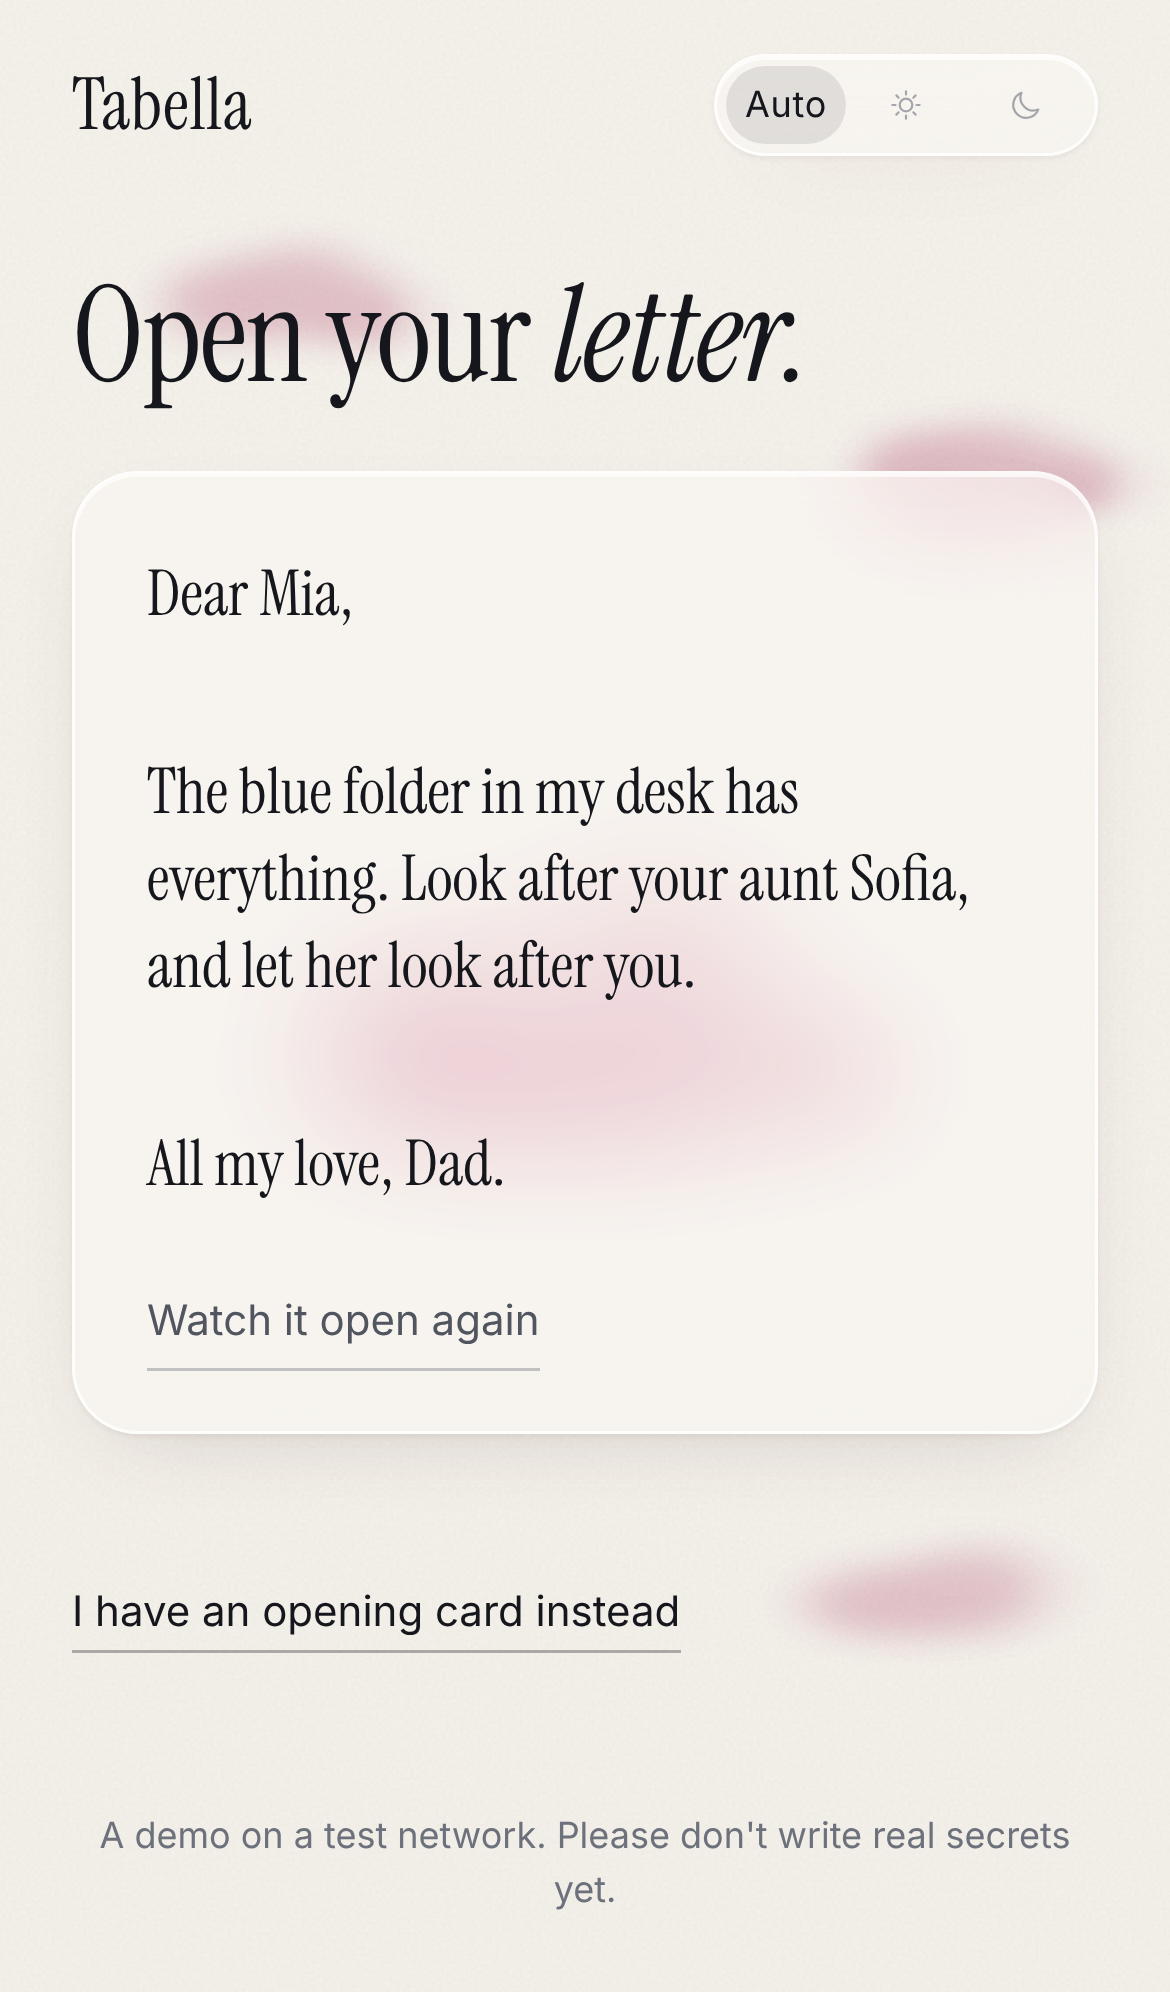 Tabella
Auto
Open your letter.
Dear Mia,
The blue folder in my desk has
everything. Look after your aunt Sofia,
and let her look after you.
All my love, Dad.
Watch it open again
I have an opening card instead
A demo on a test network. Please don't write real secrets
yet.